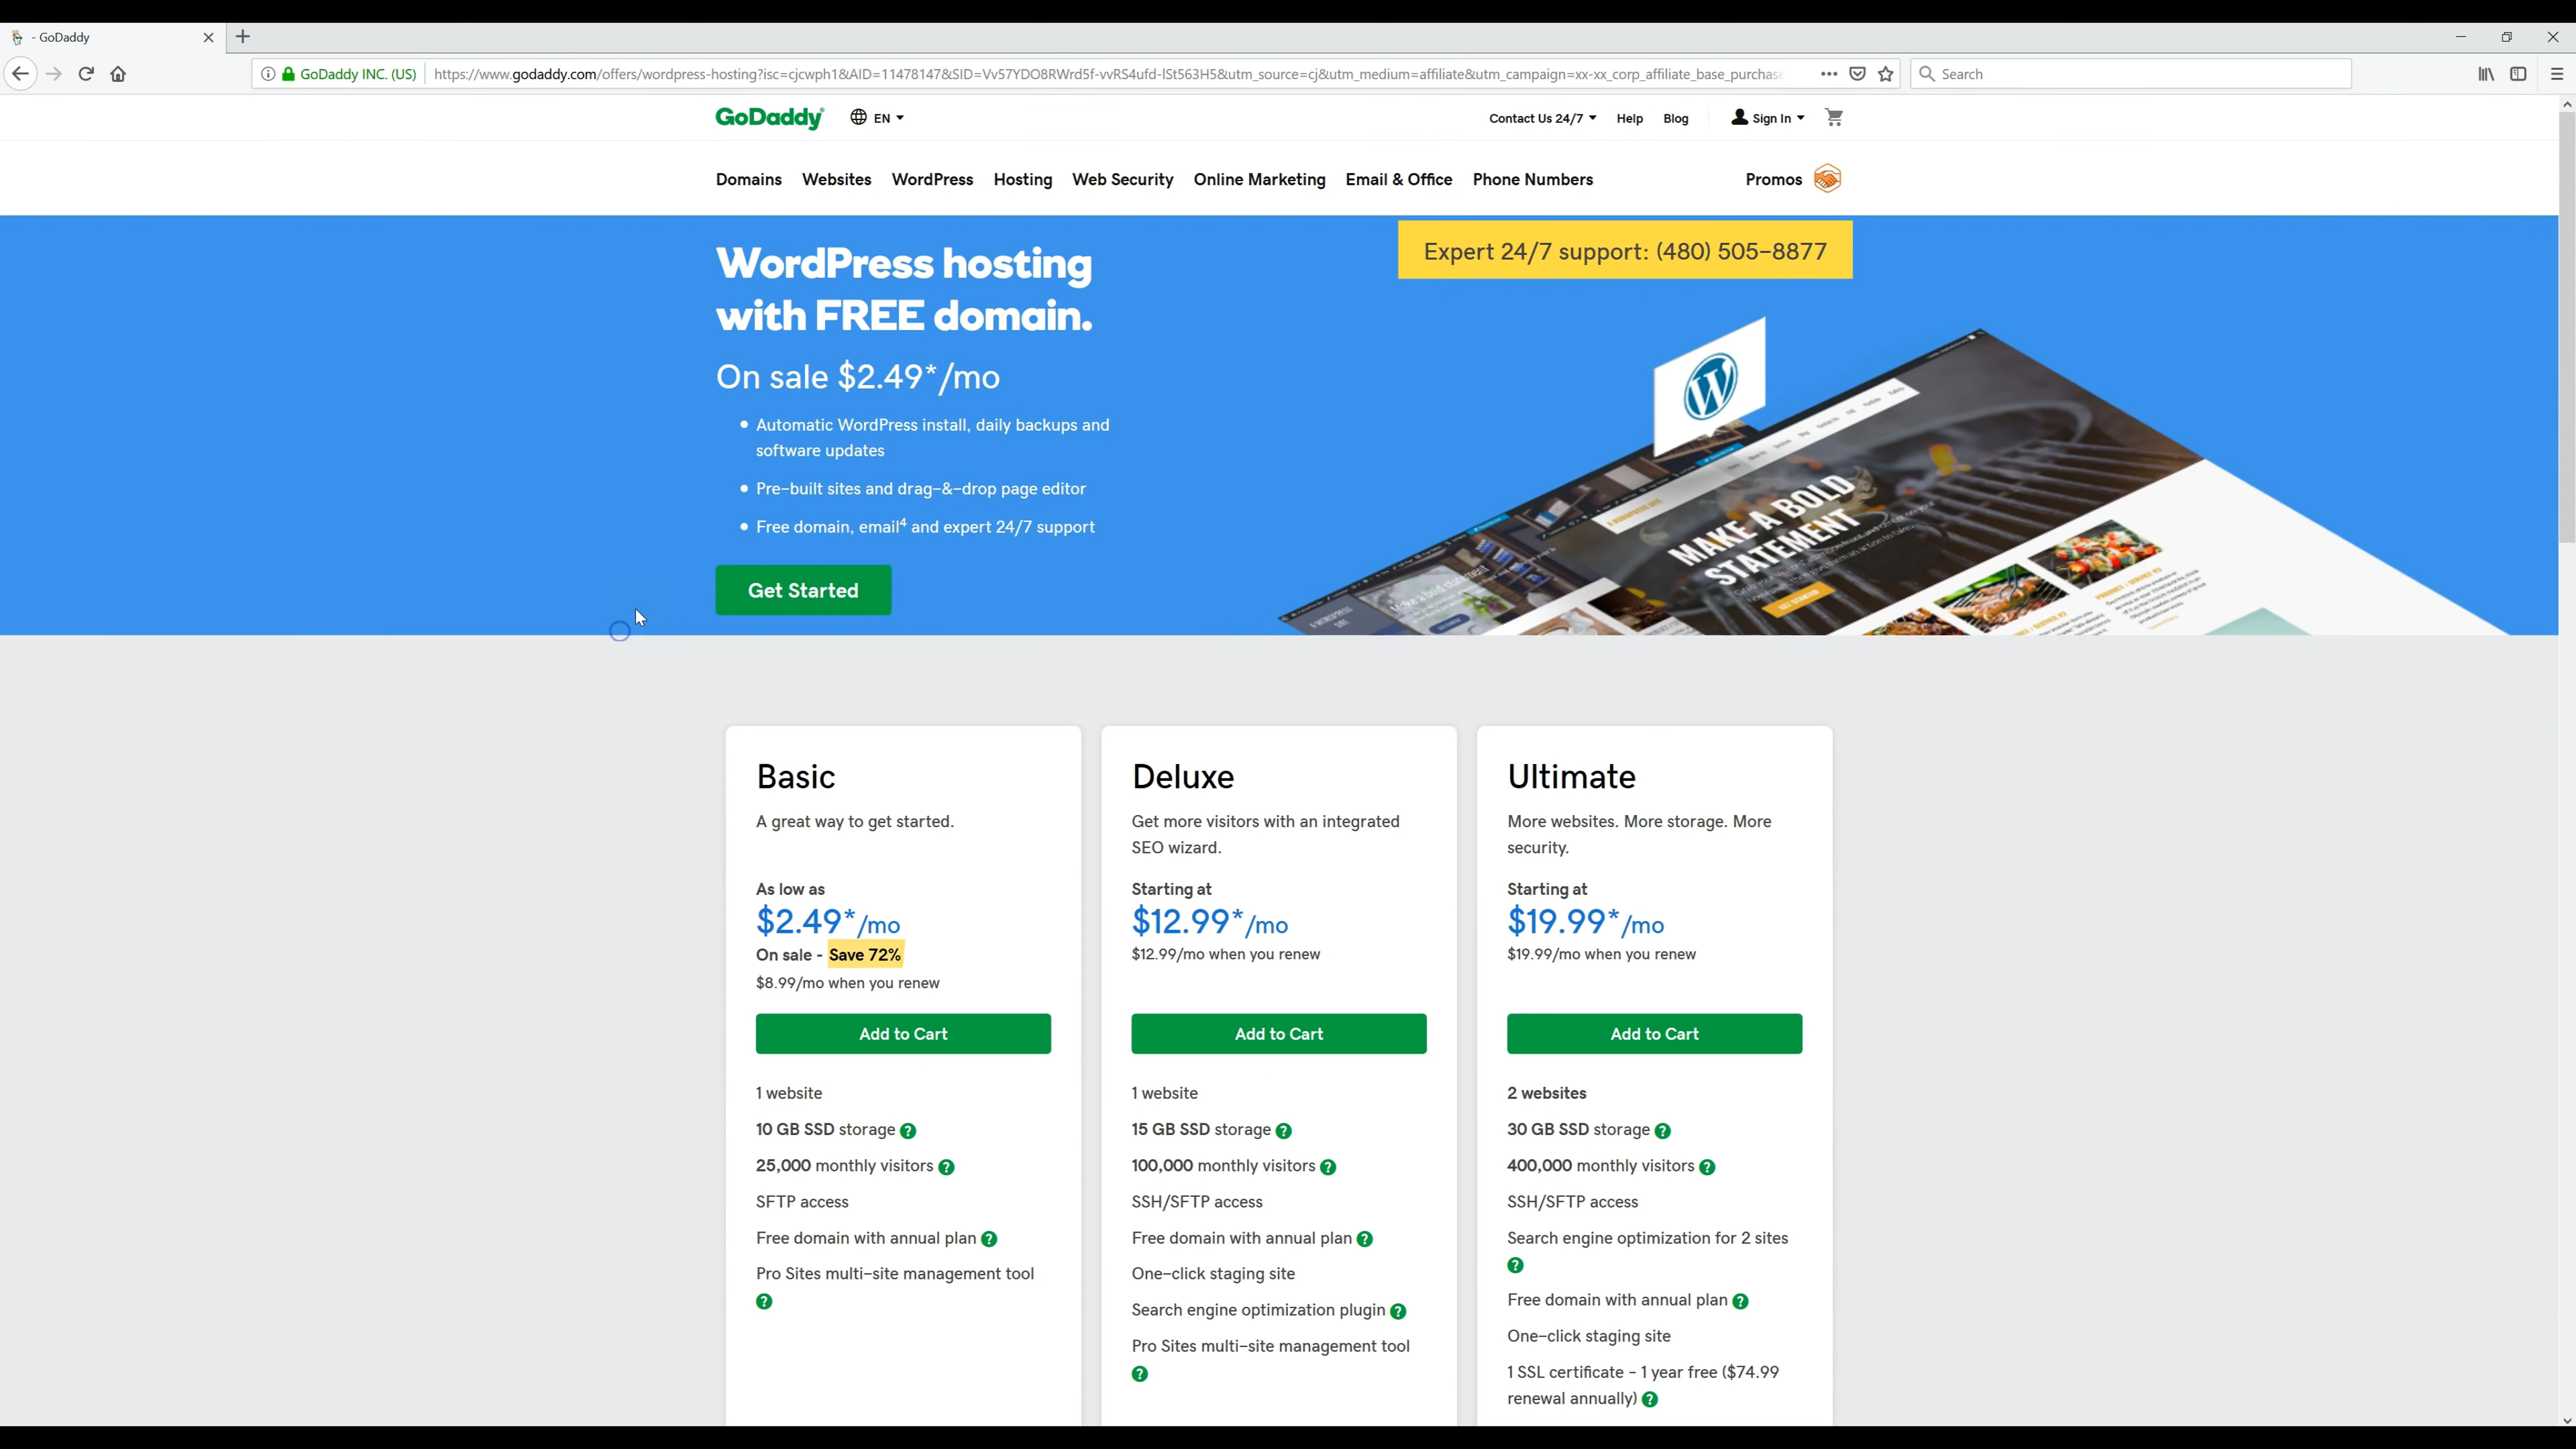 - GoDaddy
GoDaddy INC. (US)
https://www.godaddy.com/offers/wordpress-hosting?isc=cjcwph1&AID=11478147&SID=Vv57YDO8RWrd5f-vvRS4ufd-lSt563H5&utm_source=cj&utm_medium=affiliate&utm_campaign=xx-xx_corp_affiliate_base_purchas
Search
GoDaddy
EN
Contact Us 24/7
Help
Blog
Sign In
Domains
Websites
WordPress
Hosting
Web Security
Online Marketing
Email & Office
Phone Numbers
Promos
WordPress hosting
with FREE domain.
Expert 24/7 support: (480) 505-8877
On sale $2.49*/mo
Automatic WordPress install, daily backups and
software updates
Pre-built sites and drag-&-drop page editor
Free domain, email4 and expert 24/7 support
Get Started
MAKE A BOLD
STATEMENT
GET STARTED
Basic
A great way to get started.
As low as
$2.49*/mo
On sale - Save 72%
$8.99/mo when you renew
Add to Cart
1 website
10 GB SSD storage ?
25,000 monthly visitors ?
SFTP access
Free domain with annual plan ?
Pro Sites multi-site management tool
?
Deluxe
Get more visitors with an integrated
SEO wizard.
Starting at
$12.99*/mo
$12.99/mo when you renew
Add to Cart
1 website
15 GB SSD storage ?
100,000 monthly visitors ?
SSH/SFTP access
Free domain with annual plan ?
One-click staging site
Search engine optimization plugin ?
Pro Sites multi-site management tool
?
Ultimate
More websites. More storage. More
security.
Starting at
$19.99*/mo
$19.99/mo when you renew
Add to Cart
2 websites
30 GB SSD storage ?
400,000 monthly visitors ?
SSH/SFTP access
Search engine optimization for 2 sites
?
Free domain with annual plan ?
One-click staging site
1 SSL certificate - 1 year free ($74.99
renewal annually) ?